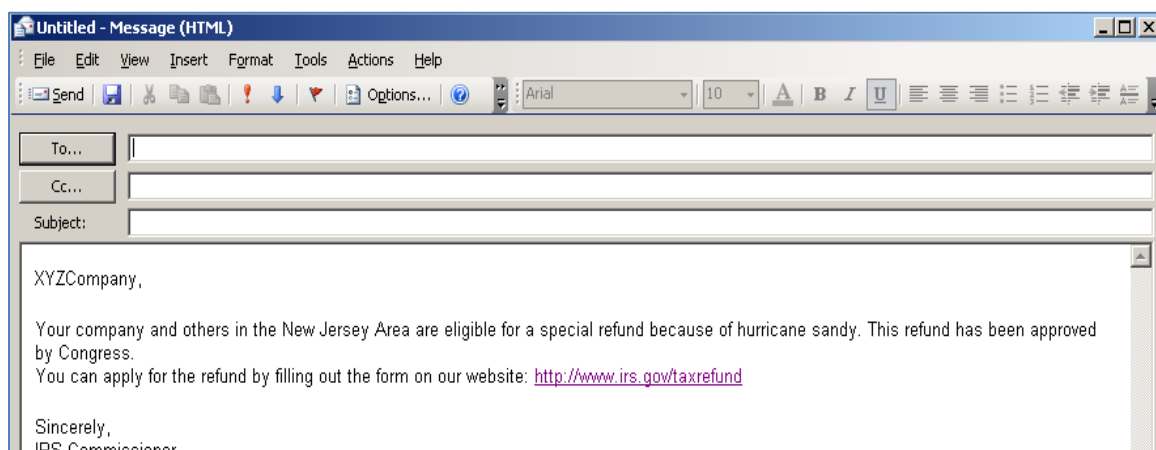 Untitled - Message (HTML)
File Edit View Insert Format Tools Actions Help
Send Options... Arial 10 A B I U
To...
Cc...
Subject:
XYZCompany,
Your company and others in the New Jersey Area are eligible for a special refund because of hurricane sandy. This refund has been approved
by Congress.
You can apply for the refund by filling out the form on our website: http://www.irs.gov/taxrefund
Sincerely,
IRS Commissioner